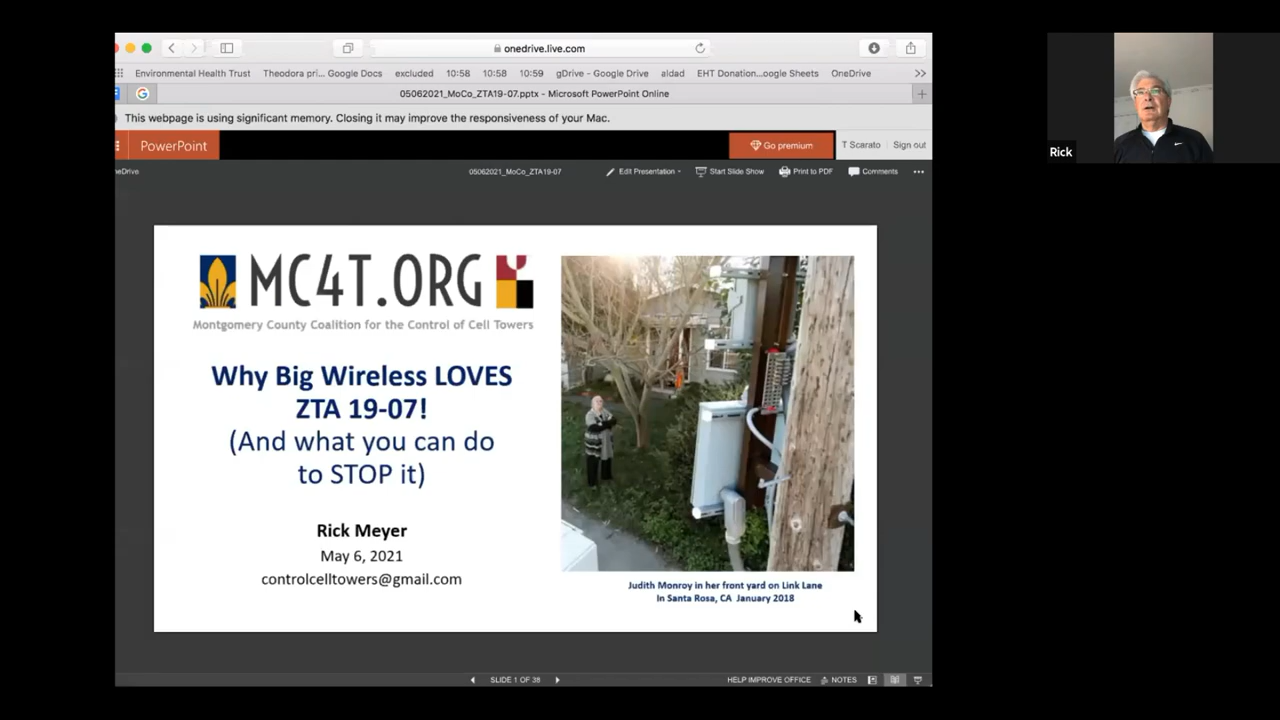 onedrive.live.com
Environmental Health Trust Theodora pri... Google Docs excluded 10:58 10:58 10:59 gDrive - Google Drive aldad EHT Donation...oogle Sheets OneDrive >>
05062021_MoCo_ZTA19-07.pptx - Microsoft PowerPoint Online
This webpage is using significant memory. Closing it may improve the responsiveness of your Mac.
PowerPoint Go premium T Scarato Sign out
neDrive 05062021_MoCo_ZTA19-07 Edit Presentation Start Slide Show Print to PDF Comments
MC4T.ORG
Montgomery County Coalition for the Control of Cell Towers
Why Big Wireless LOVES
ZTA 19-07!
(And what you can do
to STOP it)
Rick Meyer
May 6, 2021
controlcelltowers@gmail.com
Judith Monroy in her front yard on Link Lane
In Santa Rosa, CA January 2018
SLIDE 1 OF 38 HELP IMPROVE OFFICE NOTES
Rick